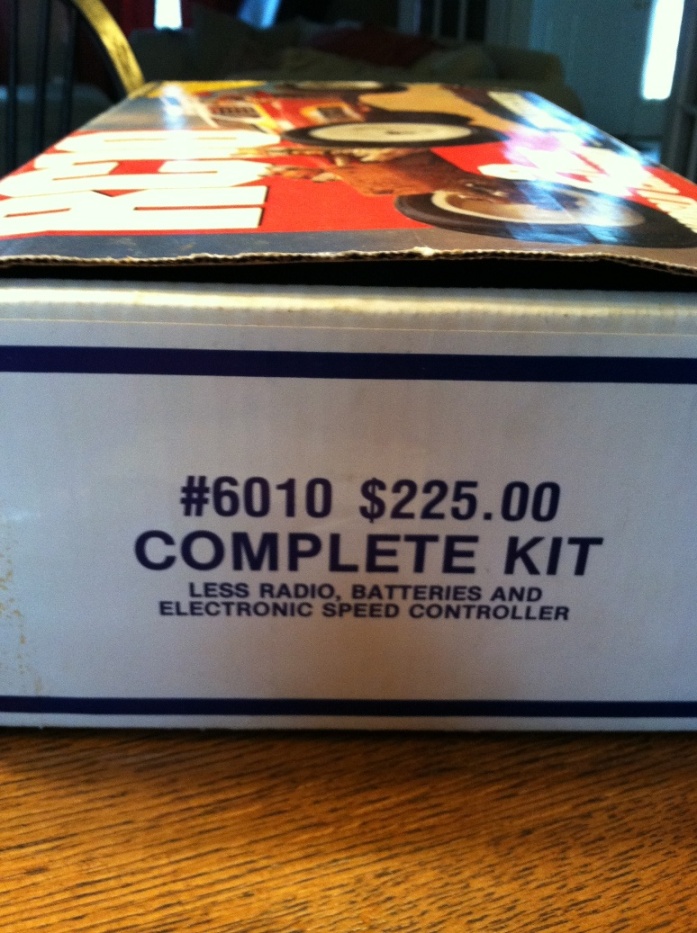 #6010 $225.00
COMPLETE KIT
LESS RADIO, BATTERIES AND
ELECTRONIC SPEED CONTROLLER